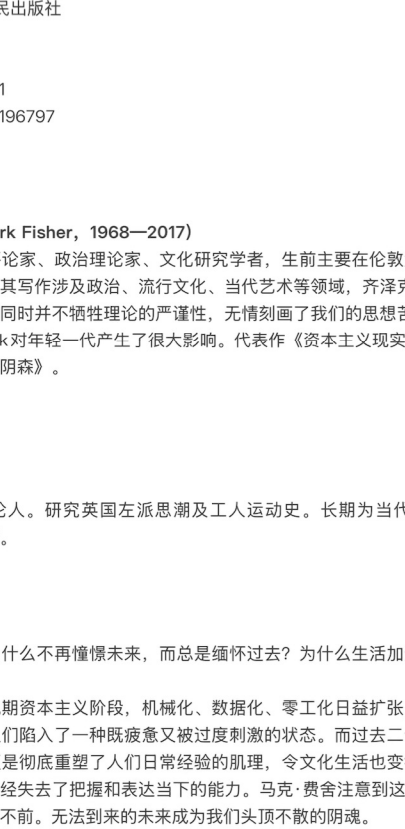 民出版社
1
196797
rk Fisher，1968—2017）
论家、政治理论家、文化研究学者，生前主要在伦敦
其写作涉及政治、流行文化、当代艺术等领域，齐泽克
同时并不牺牲理论的严谨性，无情刻画了我们的思想苦
k对年轻一代产生了很大影响。代表作《资本主义现实
阴森》。
论人。研究英国左派思潮及工人运动史。长期为当代
。
什么不再憧憬未来，而总是缅怀过去？为什么生活加
期资本主义阶段，机械化、数据化、零工化日益扩张
们陷入了一种既疲惫又被过度刺激的状态。而过去二
是彻底重塑了人们日常经验的肌理，令文化生活也变
经失去了把握和表达当下的能力。马克·费舍注意到这
不前。无法到来的未来成为我们头顶不散的阴魂。